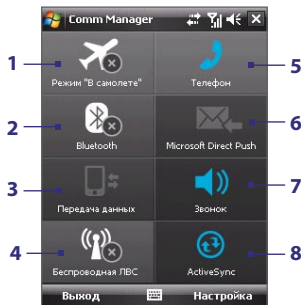 Comm Manager
1
Режим "В самолете"
Телефон
5
2
Bluetooth
Microsoft Direct Push
6
3
Передача данных
Звонок
7
4
Беспроводная ЛВС
ActiveSync
8
Выход
Настройка